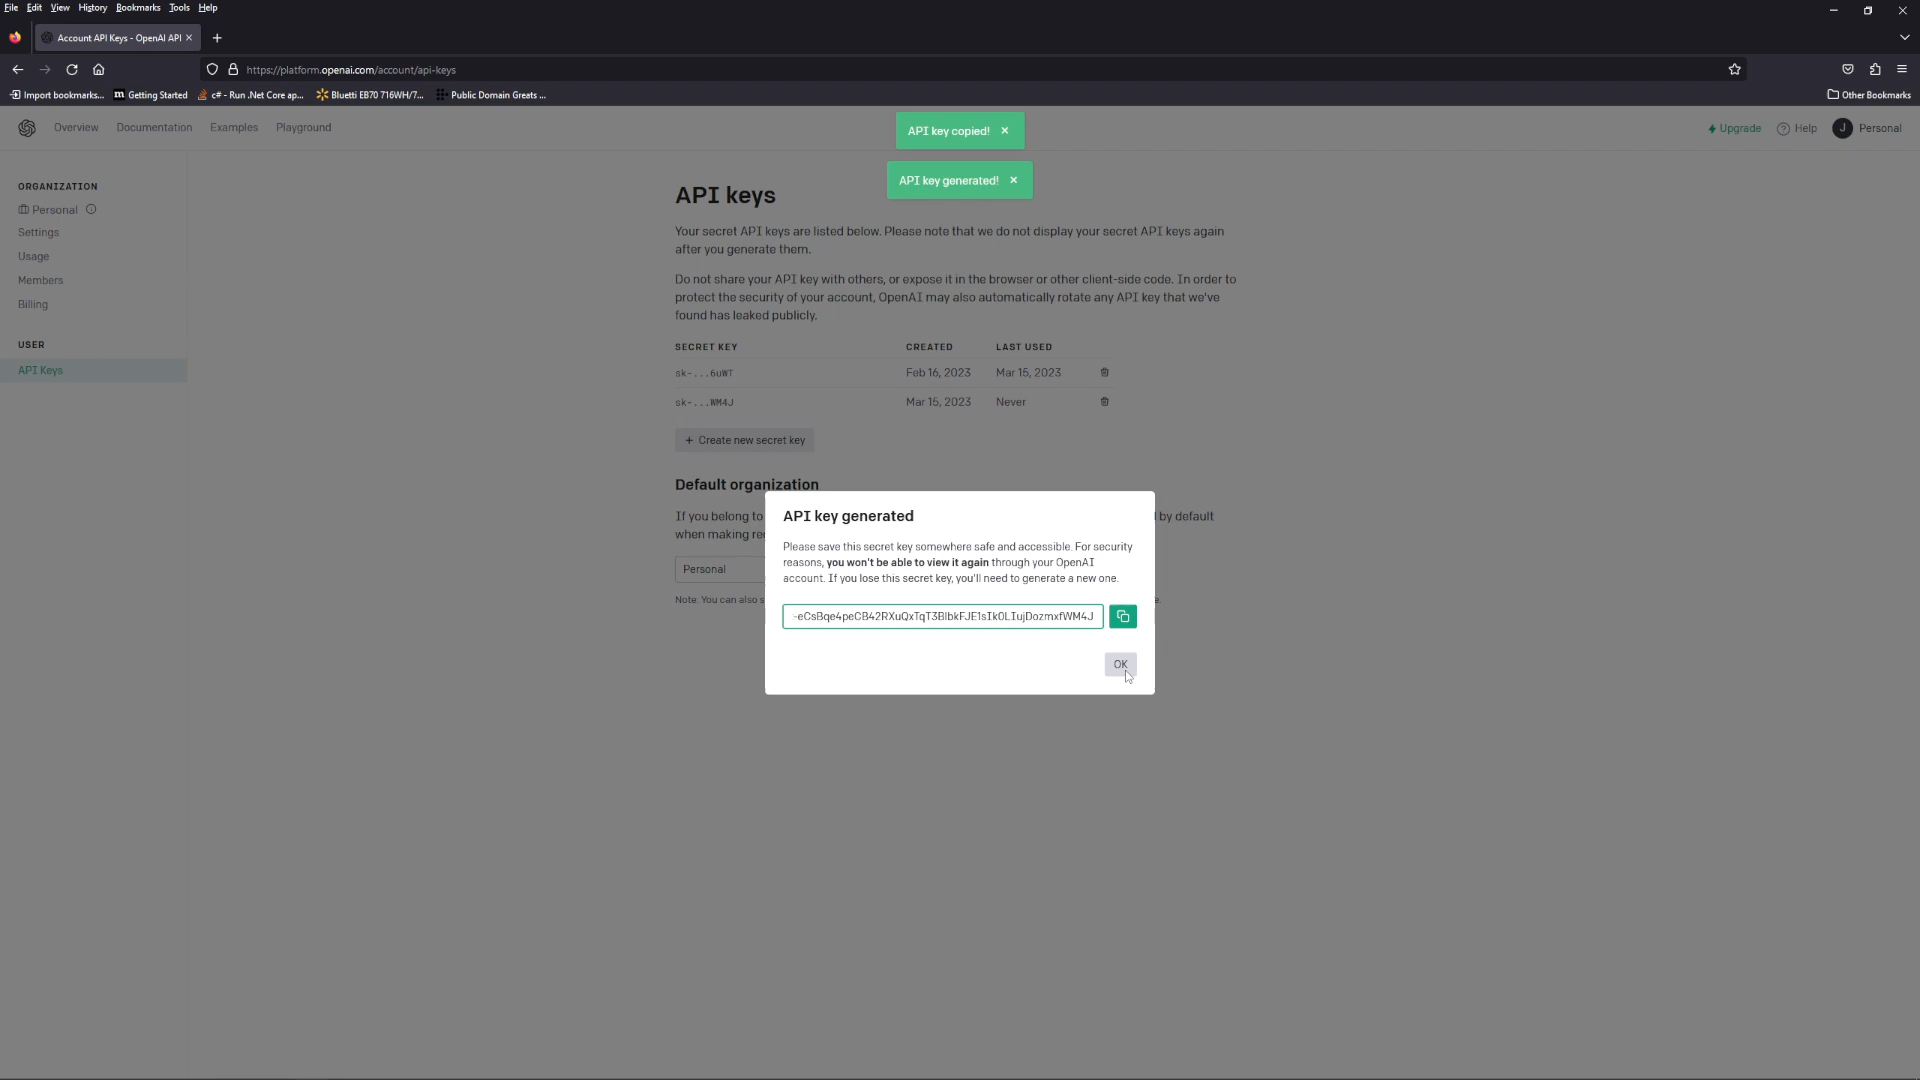 File Edit View History Bookmarks Tools Help
Account API Keys - OpenAI API
https://platform.openai.com/account/api-keys
Import bookmarks... Getting Started c# - Run .Net Core ap... Bluetti EB70 716WH/7... Public Domain Greats ... Other Bookmarks
Overview Documentation Examples Playground
Upgrade Help J Personal
API key copied!
API key generated!
ORGANIZATION
Personal
Settings
Usage
Members
Billing
USER
API Keys
API keys
Your secret API keys are listed below. Please note that we do not display your secret API keys again
after you generate them.
Do not share your API key with others, or expose it in the browser or other client-side code. In order to
protect the security of your account, OpenAI may also automatically rotate any API key that we've
found has leaked publicly.
SECRET KEY CREATED LAST USED
sk-...6uWT Feb 16, 2023 Mar 15, 2023
sk-...WM4J Mar 15, 2023 Never
+ Create new secret key
Default organization
If you belong to by default
when making
Personal
Note: You can also
API key generated
Please save this secret key somewhere safe and accessible. For security
reasons, you won't be able to view it again through your OpenAI
account. If you lose this secret key, you'll need to generate a new one.
OK